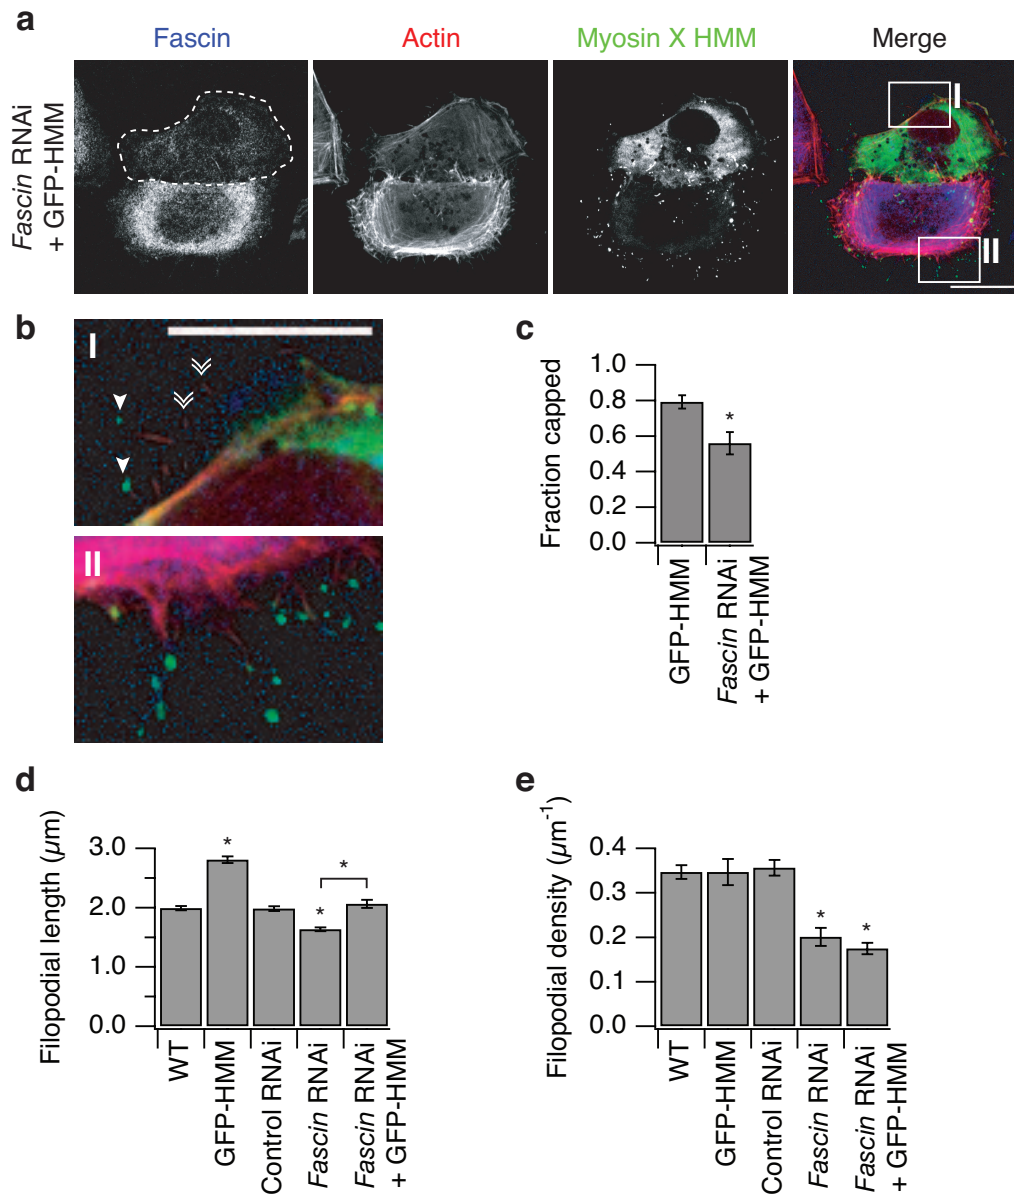 a
Fascin
Actin
Myosin X HMM
Merge
Fascin RNAi
+ GFP-HMM
I
II
b
I
II
c
Fraction capped
1.0
0.8
0.6
0.4
0.2
0.0
*
GFP-HMM
Fascin RNAi
+ GFP-HMM
d
Filopodial length (µm)
3.0
2.0
1.0
0.0
*
*
*
WT
GFP-HMM
Control RNAi
Fascin RNAi
Fascin RNAi
+ GFP-HMM
e
Filopodial density (µm⁻¹)
0.4
0.3
0.2
0.1
0.0
*
*
WT
GFP-HMM
Control RNAi
Fascin RNAi
Fascin RNAi
+ GFP-HMM